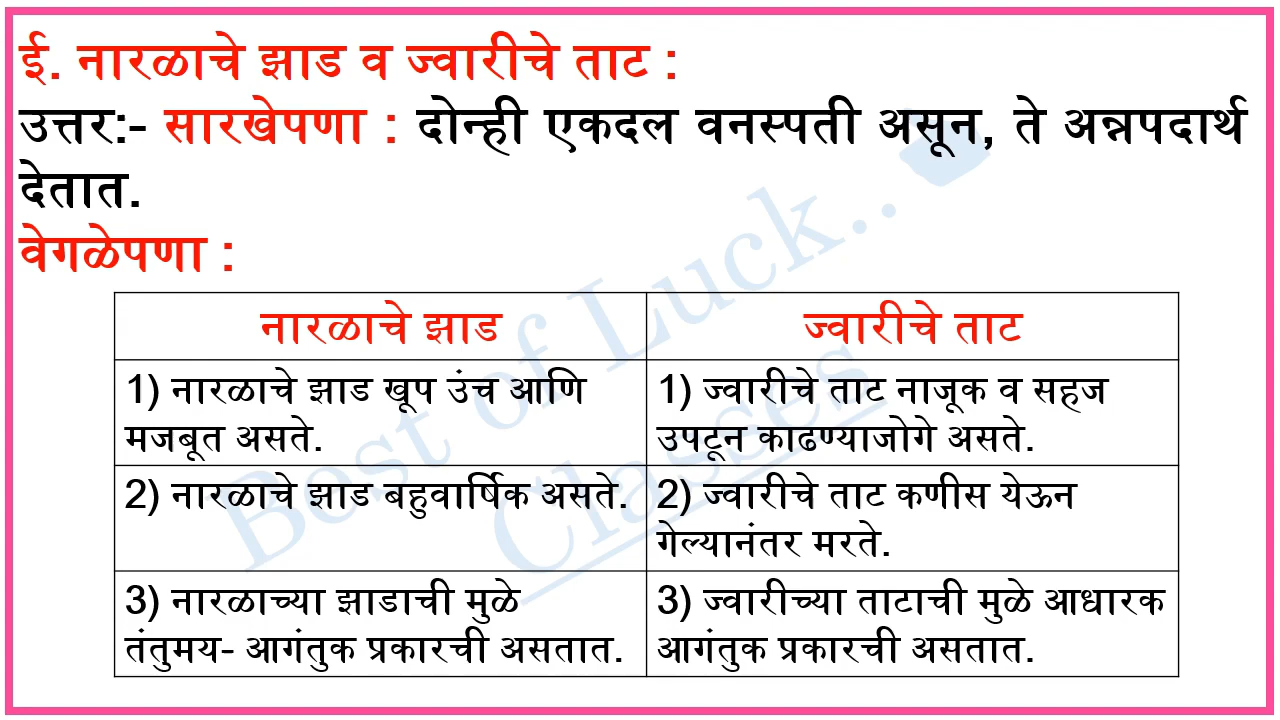 ई. नारळाचे झाड व ज्वारीचे ताट :
उत्तर:- सारखेपणा : दोन्ही एकदल वनस्पती असून, ते अन्नपदार्थ
देतात.
वेगळेपणा :
नारळाचे झाड
ज्वारीचे ताट
1) नारळाचे झाड खूप उंच आणि
मजबूत असते.
1) ज्वारीचे ताट नाजूक व सहज
उपटून काढण्याजोगे असते.
2) नारळाचे झाड बहुवार्षिक असते.
2) ज्वारीचे ताट कणीस येऊन
गेल्यानंतर मरते.
3) नारळाच्या झाडाची मुळे
तंतुमय- आगंतुक प्रकारची असतात.
3) ज्वारीच्या ताटाची मुळे आधारक
आगंतुक प्रकारची असतात.
Best of Luck..
Classes